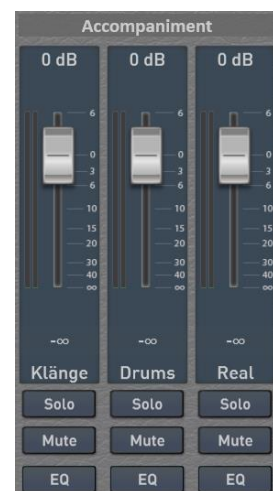 Accompaniment
0 dB 0 dB 0 dB
6 6 6
0 0 0
3 3 3
6 6 6
10 10 10
15 15 15
20 20 20
30 30 30
40 40 40
∞ ∞ ∞
-∞ -∞ -∞
Klänge Drums Real
Solo Solo Solo
Mute Mute Mute
EQ EQ EQ